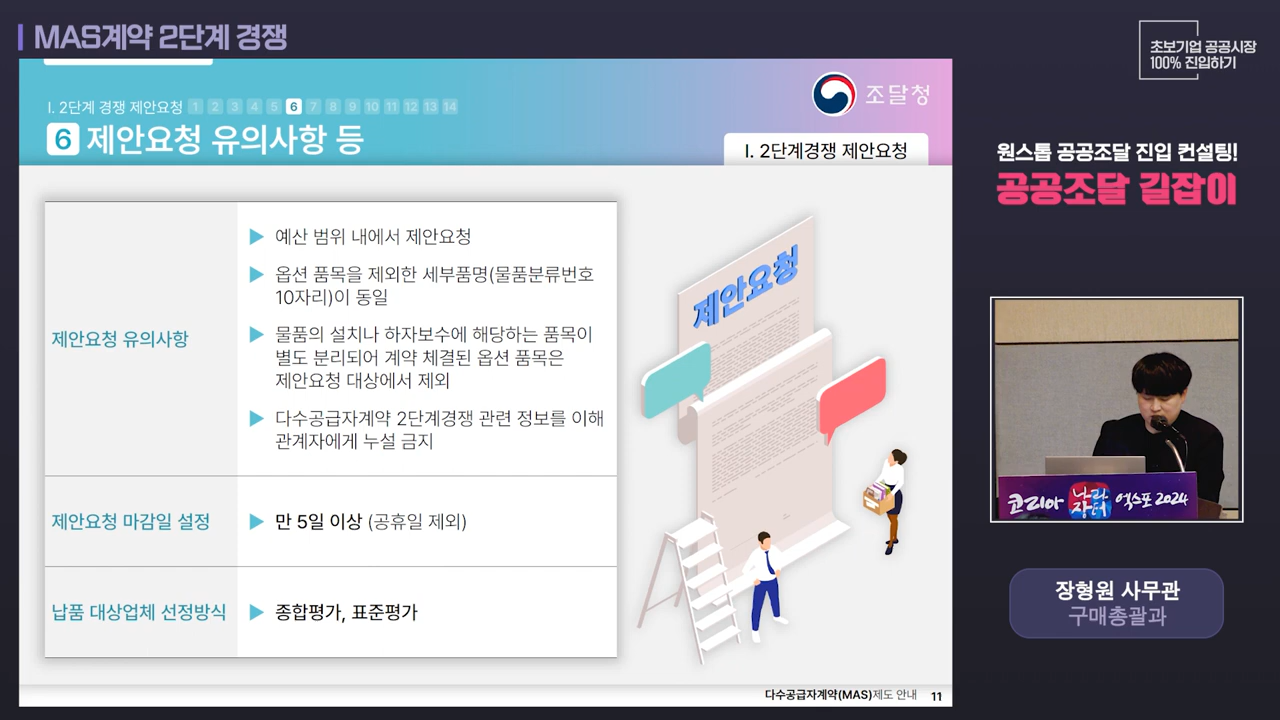 MAS계약 2단계 경쟁
초보기업 공공시장
100% 진입하기
I. 2단계 경쟁 제안요청 1 2 3 4 5 6 7 8 9 10 11 12 13 14
6 제안요청 유의사항 등
조달청
I. 2단계경쟁 제안요청
원스톱 공공조달 진입 컨설팅!
공공조달 길잡이
제안요청 유의사항
▶ 예산 범위 내에서 제안요청
▶ 옵션 품목을 제외한 세부품명(물품분류번호
10자리)이 동일
▶ 물품의 설치나 하자보수에 해당하는 품목이
별도 분리되어 계약 체결된 옵션 품목은
제안요청 대상에서 제외
▶ 다수공급자계약 2단계경쟁 관련 정보를 이해
관계자에게 누설 금지
제안요청 마감일 설정
▶ 만 5일 이상 (공휴일 제외)
납품 대상업체 선정방식
▶ 종합평가, 표준평가
제안요청
코리아 나라장터 엑스포 2024
장형원 사무관
구매총괄과
다수공급자계약(MAS)제도 안내 11